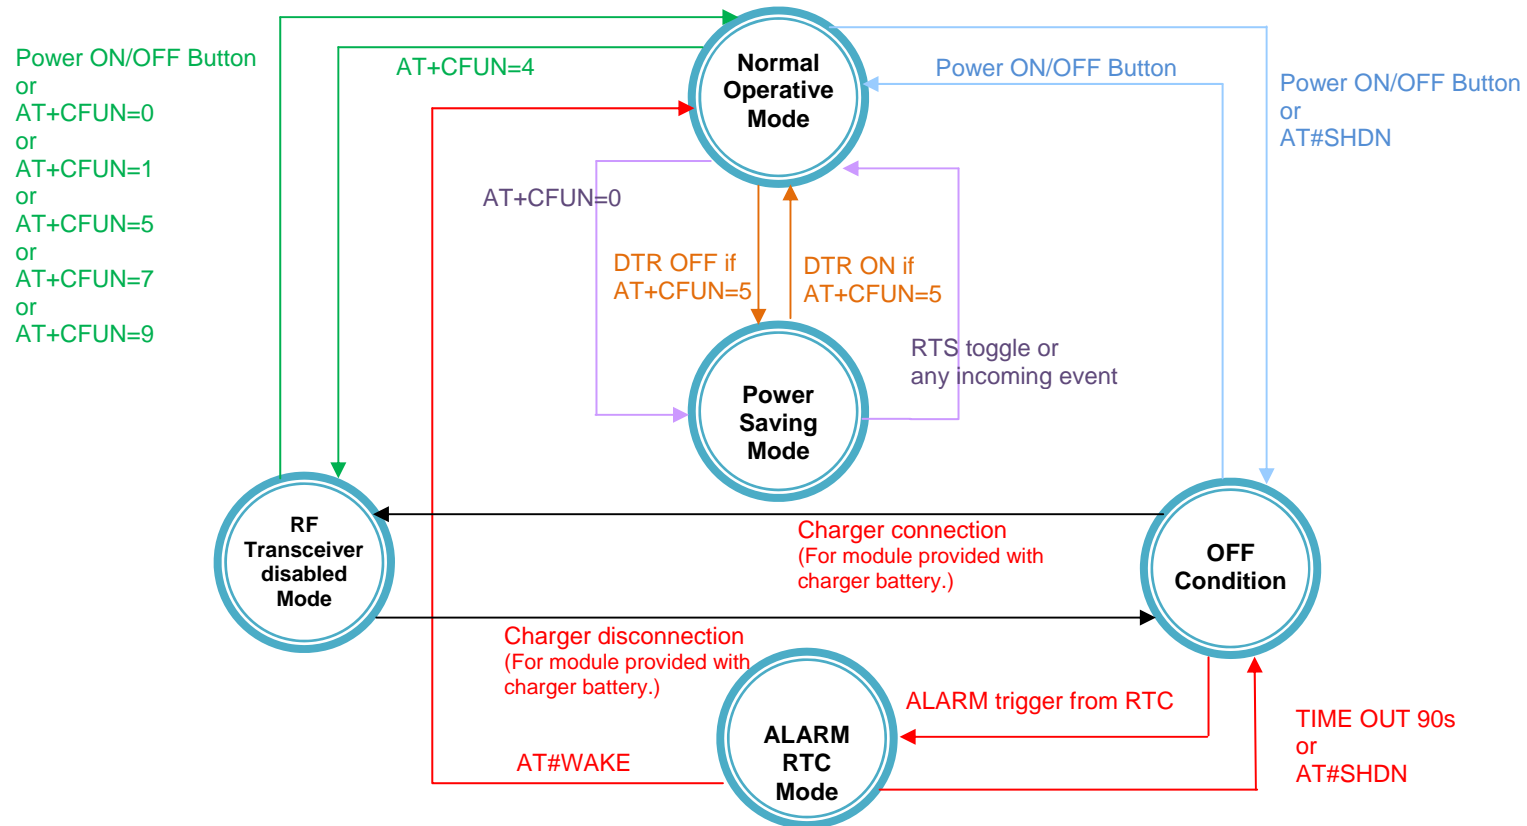 Power ON/OFF Button
or
AT+CFUN=0
or
AT+CFUN=1
or
AT+CFUN=5
or
AT+CFUN=7
or
AT+CFUN=9
AT+CFUN=4
Normal
Operative
Mode
Power ON/OFF Button
Power ON/OFF Button
or
AT#SHDN
AT+CFUN=0
DTR OFF if
AT+CFUN=5
DTR ON if
AT+CFUN=5
RTS toggle or
any incoming event
Power
Saving
Mode
RF
Transceiver
disabled
Mode
Charger connection
(For module provided with
charger battery.)
OFF
Condition
Charger disconnection
(For module provided with
charger battery.)
ALARM trigger from RTC
TIME OUT 90s
or
AT#SHDN
AT#WAKE
ALARM
RTC
Mode